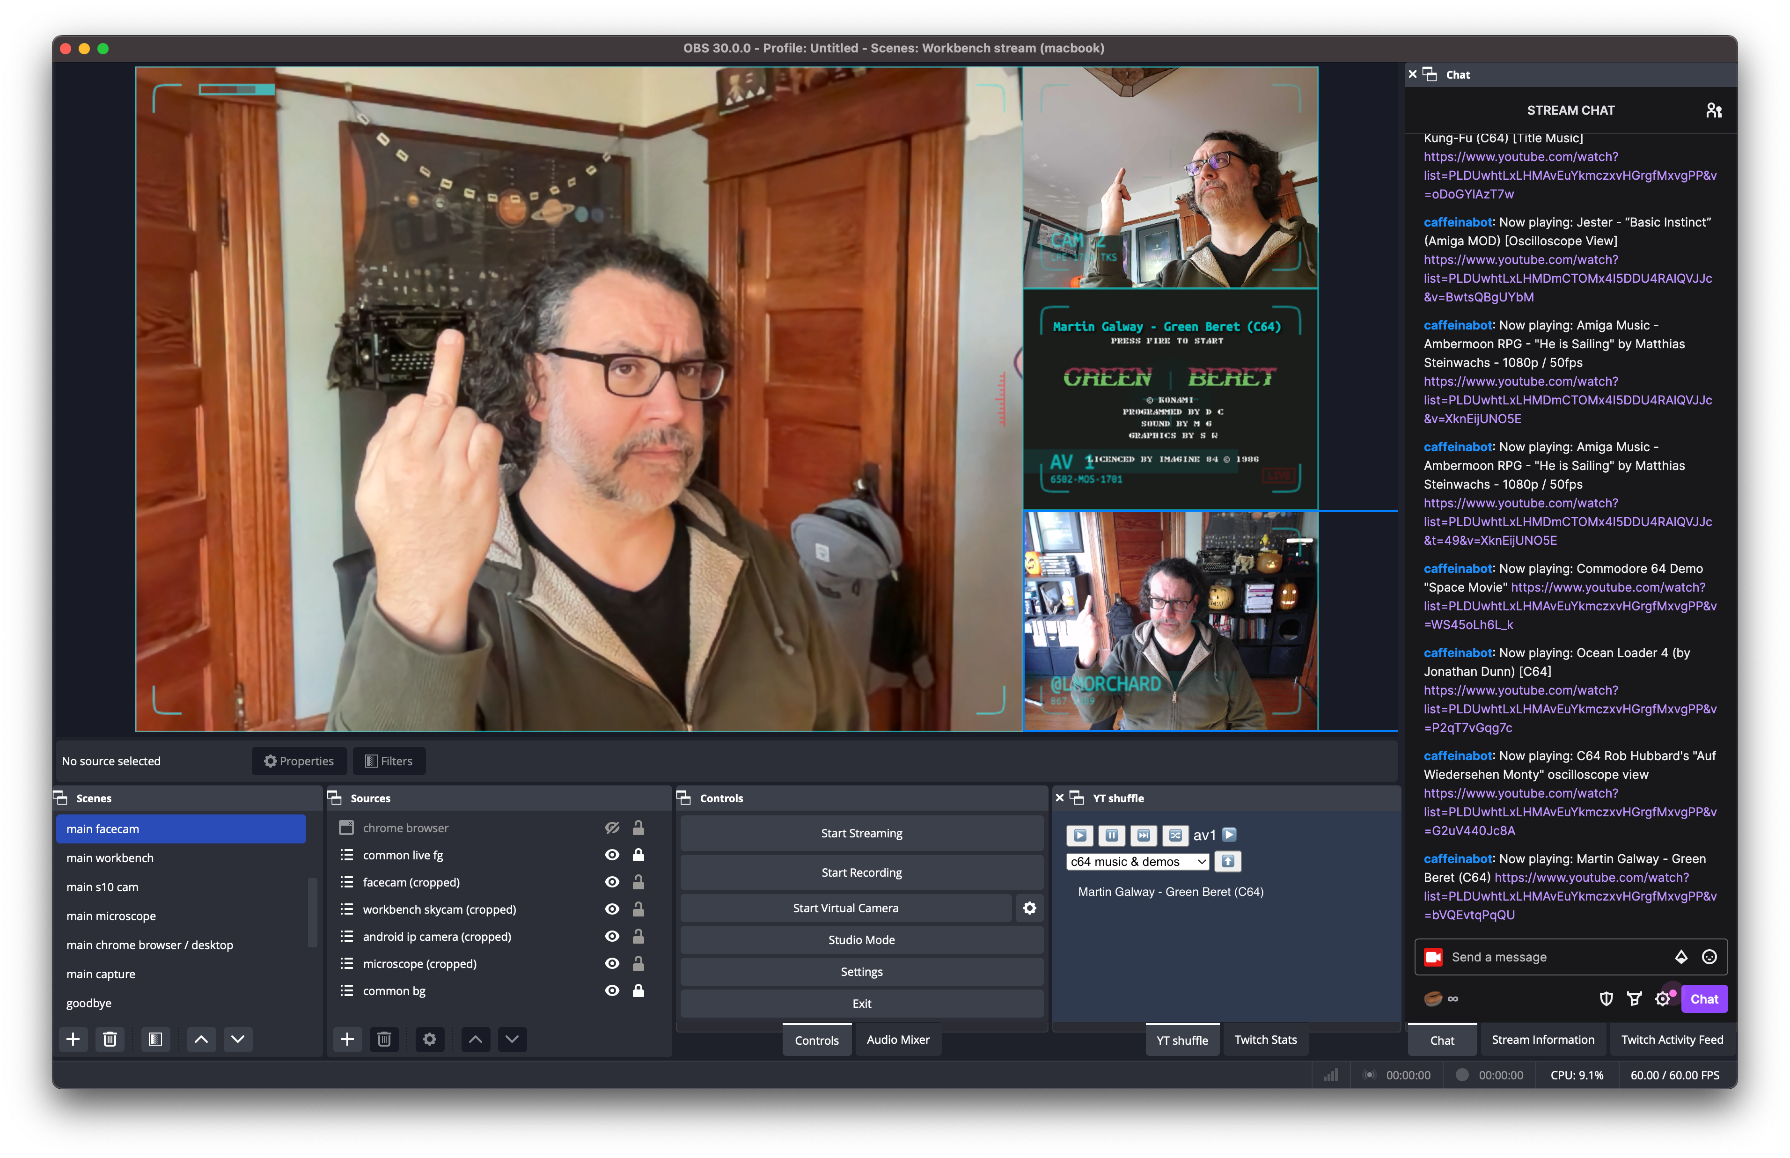 OBS 30.0.0 - Profile: Untitled - Scenes: Workbench stream (macbook)
CAM 2
TKS
Martin Galway - Green Beret (C64)
PRESS FIRE TO START
GREEN BERET
© KONAMI
PROGRAMMED BY D C
SOUND BY M G
GRAPHICS BY S W
LICENCED BY IMAGINE 84 © 1986
AV 1
6502-MOS-1701
LIVE
@LMORCHARD
Chat
STREAM CHAT
Kung-Fu (C64) [Title Music]
https://www.youtube.com/watch?
list=PLDUwhtLxLHMAvEuYkmczxvHGrgfMxvgPP&v
=oDoGYIAzT7w
caffeinabot: Now playing: Jester - "Basic Instinct"
(Amiga MOD) [Oscilloscope View]
https://www.youtube.com/watch?
list=PLDUwhtLxLHMDmCTOMx4I5DDU4RAIQVJJc
&v=BwtsQBgUYbM
caffeinabot: Now playing: Amiga Music -
Ambermoon RPG - "He is Sailing" by Matthias
Steinwachs - 1080p / 50fps
https://www.youtube.com/watch?
list=PLDUwhtLxLHMDmCTOMx4I5DDU4RAIQVJJc
&v=XknEijUNO5E
caffeinabot: Now playing: Amiga Music -
Ambermoon RPG - "He is Sailing" by Matthias
Steinwachs - 1080p / 50fps
https://www.youtube.com/watch?
list=PLDUwhtLxLHMDmCTOMx4I5DDU4RAIQVJJc
&t=49&v=XknEijUNO5E
caffeinabot: Now playing: Commodore 64 Demo
"Space Movie" https://www.youtube.com/watch?
list=PLDUwhtLxLHMAvEuYkmczxvHGrgfMxvgPP&v
=WS45oLh6L_k
caffeinabot: Now playing: Ocean Loader 4 (by
Jonathan Dunn) [C64]
https://www.youtube.com/watch?
list=PLDUwhtLxLHMAvEuYkmczxvHGrgfMxvgPP&v
=P2qT7vGqg7c
caffeinabot: Now playing: C64 Rob Hubbard's "Auf
Wiedersehen Monty" oscilloscope view
https://www.youtube.com/watch?
list=PLDUwhtLxLHMAvEuYkmczxvHGrgfMxvgPP&v
=G2uV440Jc8A
caffeinabot: Now playing: Martin Galway - Green
Beret (C64) https://www.youtube.com/watch?
list=PLDUwhtLxLHMAvEuYkmczxvHGrgfMxvgPP&v
=bVQEvtqPqQU
Send a message
∞
Chat
Chat
Stream Information
Twitch Activity Feed
No source selected
Properties
Filters
Scenes
main facecam
main workbench
main s10 cam
main microscope
main chrome browser / desktop
main capture
goodbye
Sources
chrome browser
common live fg
facecam (cropped)
workbench skycam (cropped)
android ip camera (cropped)
microscope (cropped)
common bg
Controls
Start Streaming
Start Recording
Start Virtual Camera
Studio Mode
Settings
Exit
Controls
Audio Mixer
YT shuffle
av1
c64 music & demos
Martin Galway - Green Beret (C64)
YT shuffle
Twitch Stats
00:00:00
00:00:00
CPU: 9.1%
60.00 / 60.00 FPS